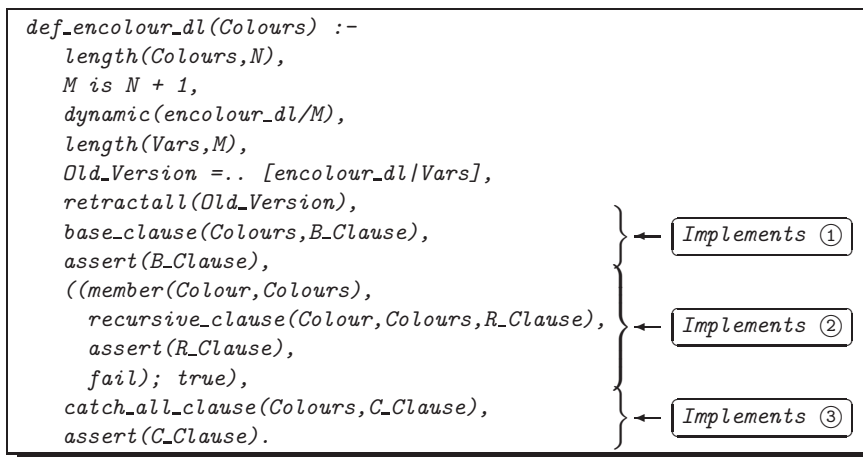 def_encolour_dl(Colours) :-
length(Colours,N),
M is N + 1,
dynamic(encolour_dl/M),
length(Vars,M),
Old_Version =.. [encolour_dl|Vars],
retractall(Old_Version),
base_clause(Colours,B_Clause),
assert(B_Clause),
Implements ①
((member(Colour,Colours),
recursive_clause(Colour,Colours,R_Clause),
assert(R_Clause),
fail); true),
Implements ②
catch_all_clause(Colours,C_Clause),
assert(C_Clause).
Implements ③